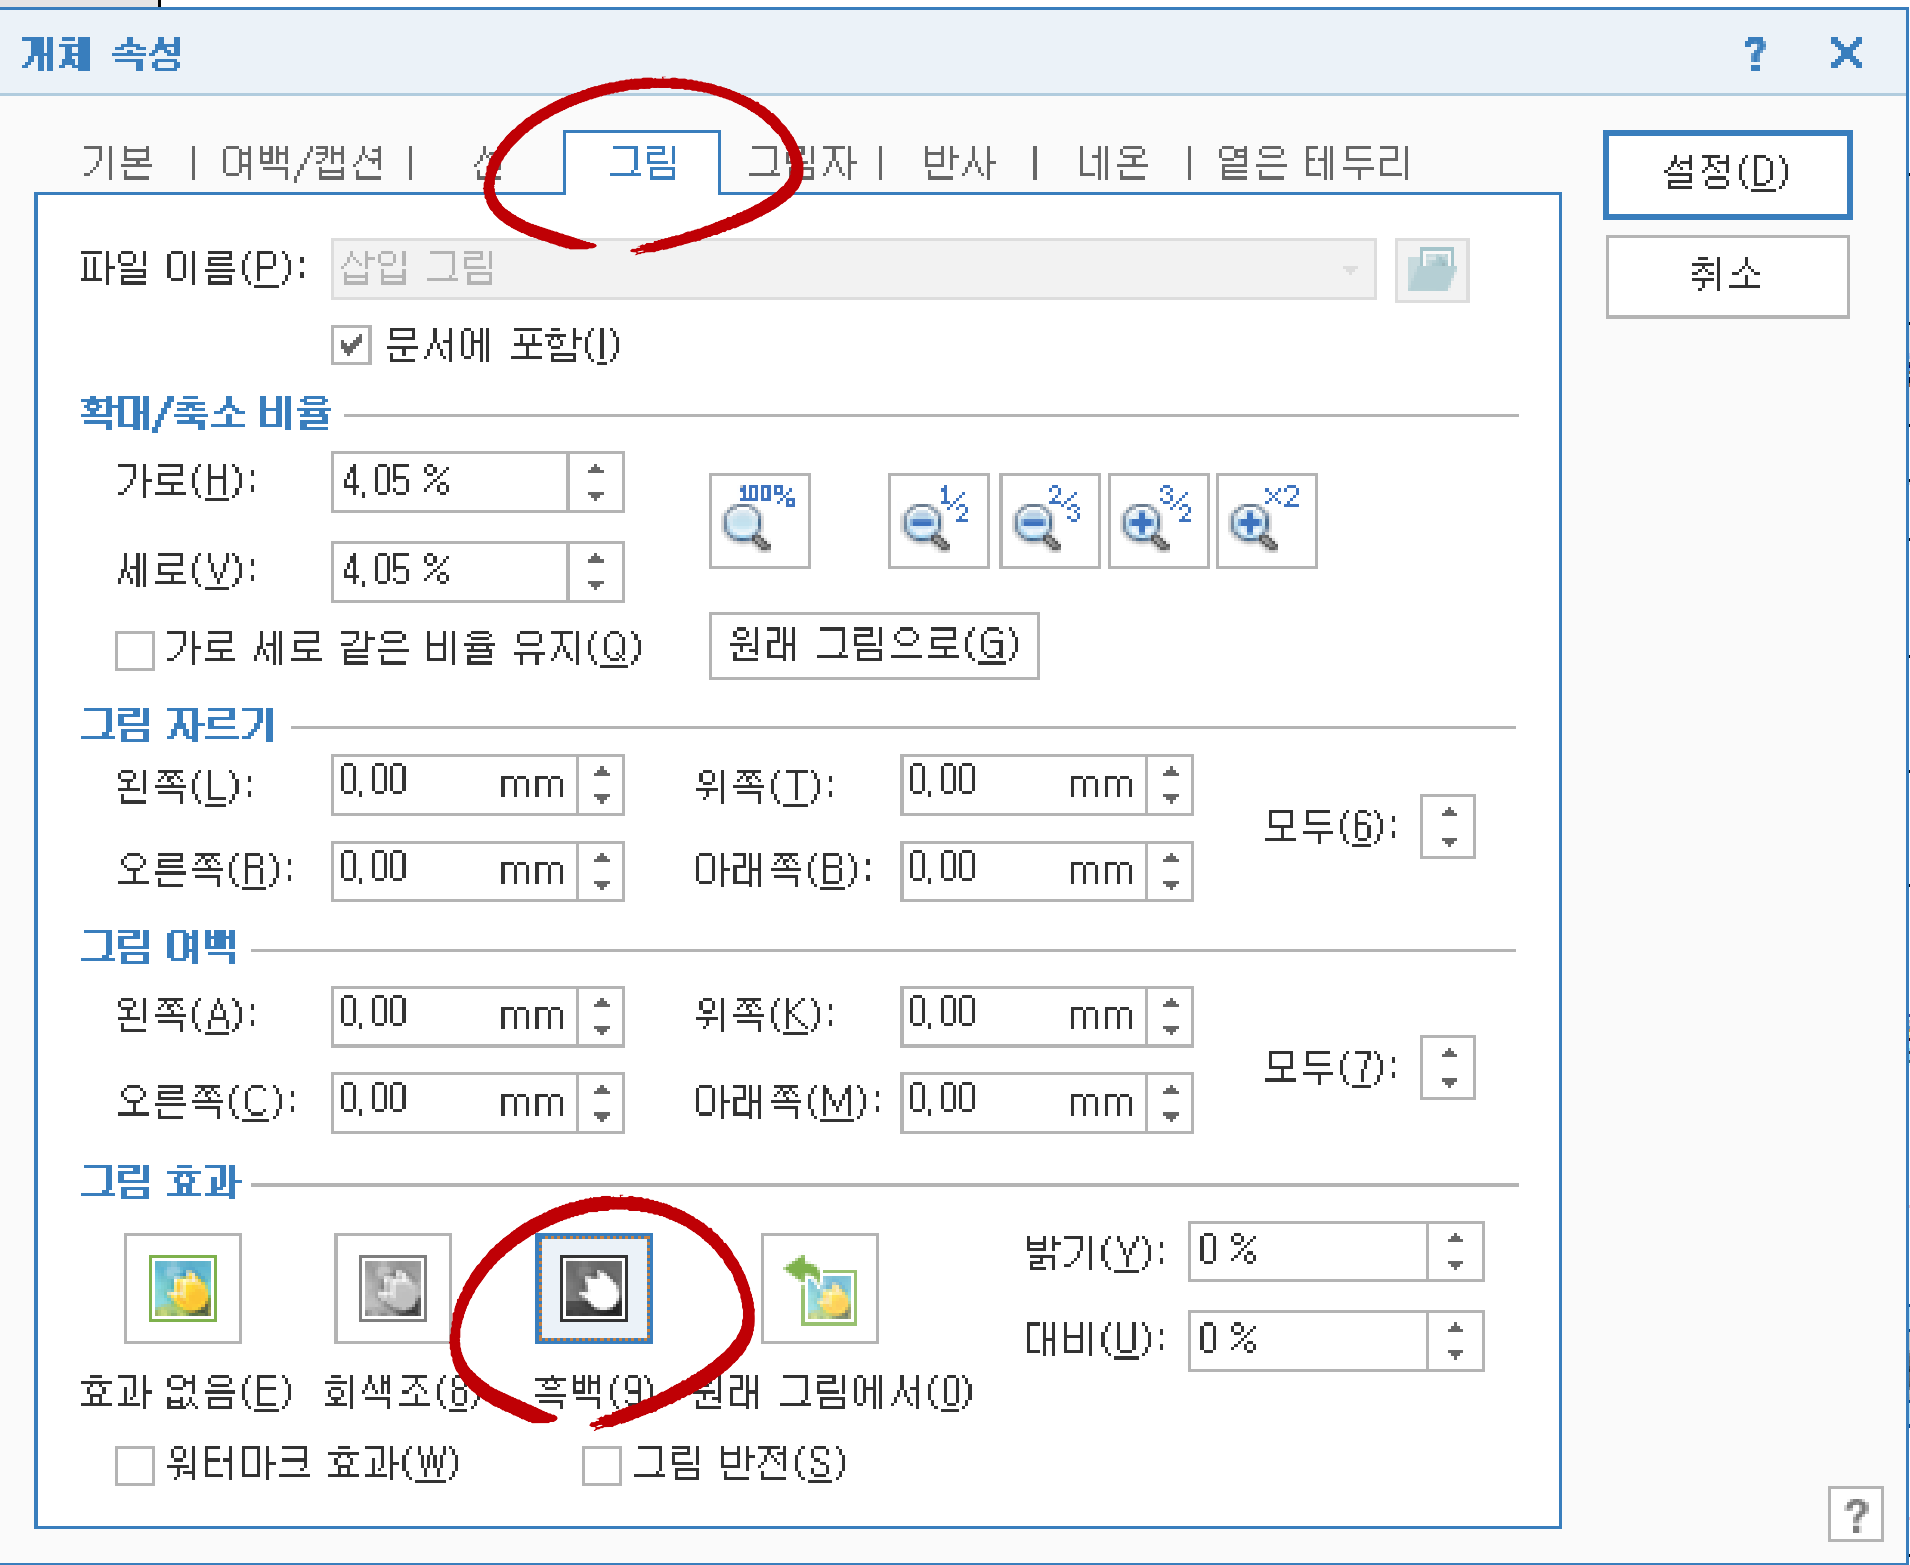 개체 속성
기본 | 여백/캡션 | 선 그림 그림자 | 반사 | 네온 | 옅은 테두리
설정(D)
취소
파일 이름(P): 삽입 그림
문서에 포함(I)
확대/축소 비율
가로(H): 4.05 %
100% 1/2 2/3 3/2 ×2
세로(V): 4.05 %
가로 세로 같은 비율 유지(Q) 원래 그림으로(G)
그림 자르기
왼쪽(L): 0.00 mm 위쪽(T): 0.00 mm
모두(6):
오른쪽(R): 0.00 mm 아래쪽(B): 0.00 mm
그림 여백
왼쪽(A): 0.00 mm 위쪽(K): 0.00 mm
모두(7):
오른쪽(C): 0.00 mm 아래쪽(M): 0.00 mm
그림 효과
밝기(Y): 0 %
대비(U): 0 %
효과 없음(E) 회색조(8) 흑백(9) 원래 그림에서(0)
워터마크 효과(W) 그림 반전(S)